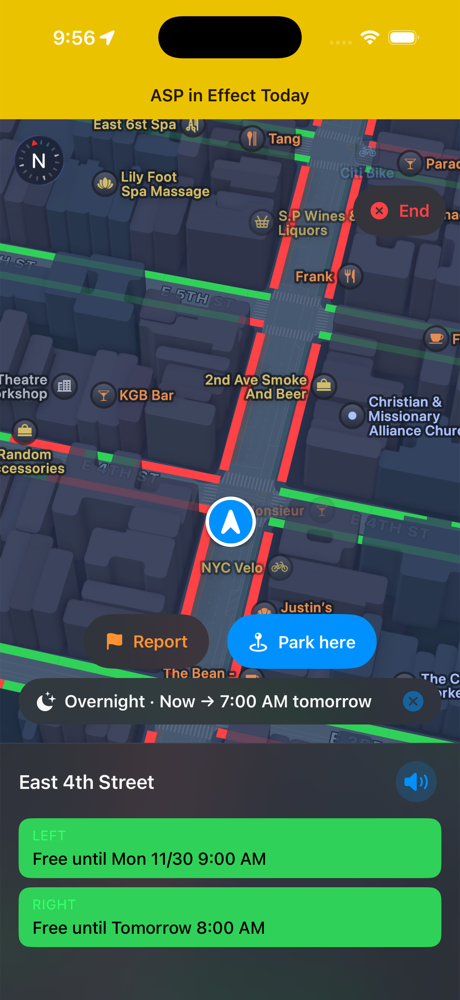 9:56
ASP in Effect Today
East 6st Spa
Tang
N
Lily Foot
Spa Massage
Citi Bike
S.P Wines &
Liquors
End
Frank
E 5TH ST
2nd Ave Smoke
And Beer
KGB Bar
Christian &
Missionary
Alliance
Random
E 4TH ST
E 4TH ST
NYC Velo
Justin's
Report
Park here
The Bean -
Overnight · Now → 7:00 AM tomorrow
East 4th Street
LEFT
Free until Mon 11/30 9:00 AM
RIGHT
Free until Tomorrow 8:00 AM